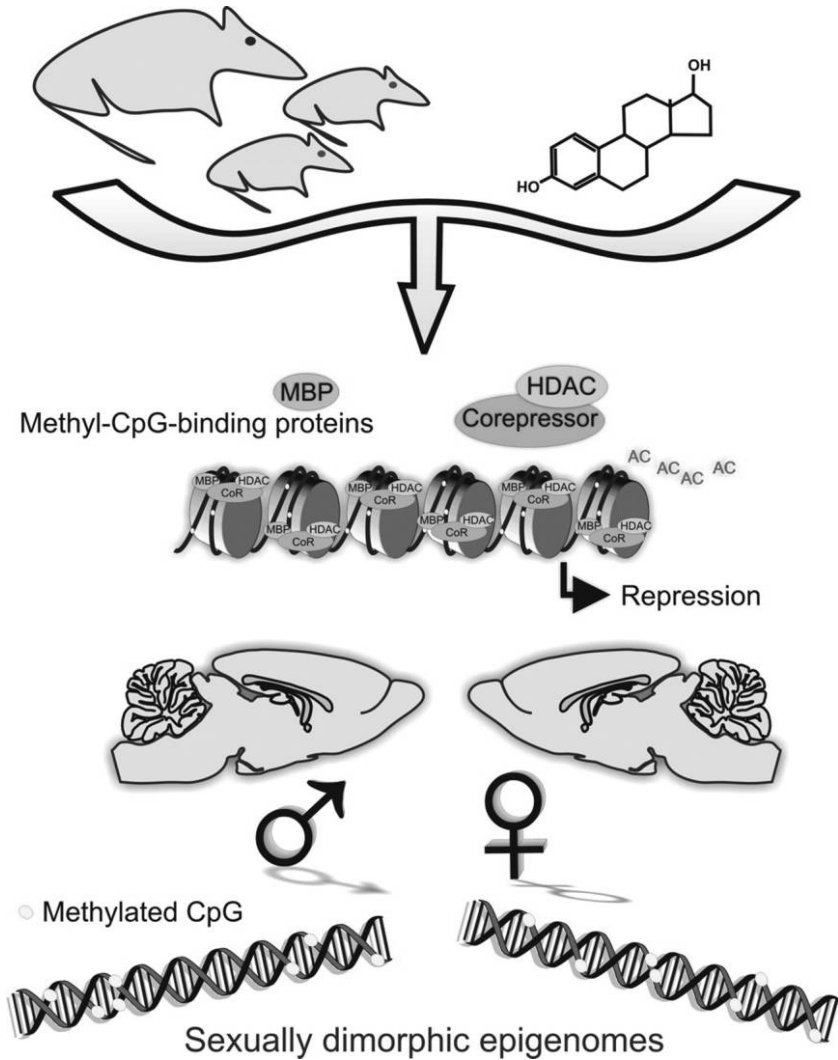 OH
HO
MBP
HDAC
Methyl-CpG-binding proteins
Corepressor
AC
AC
AC
AC
MBP HDAC
CoR
MBP HDAC
CoR
MBP HDAC
CoR
MBP HDAC
CoR
MBP HDAC
CoR
MBP HDAC
CoR
Repression
Methylated CpG
Sexually dimorphic epigenomes